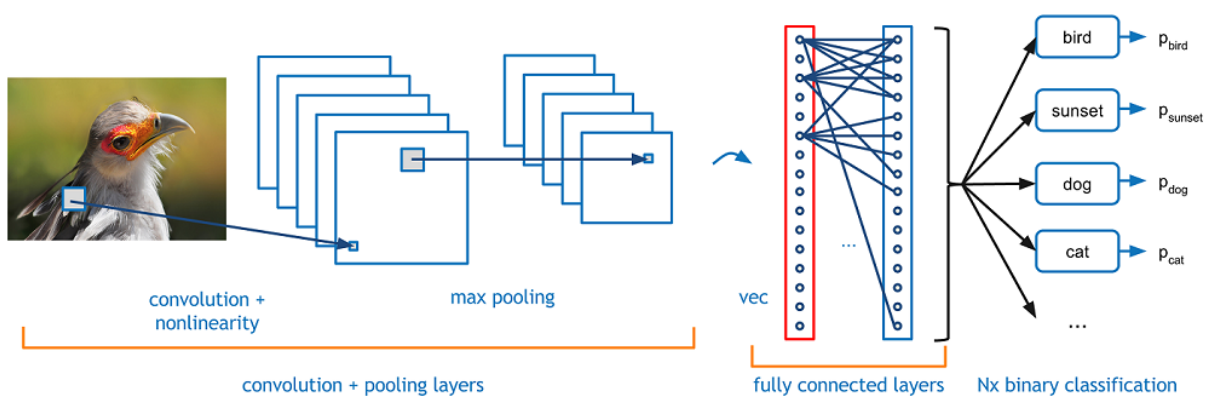 bird
p_bird
sunset
p_sunset
dog
p_dog
cat
p_cat
...
...
convolution +
nonlinearity
max pooling
vec
convolution + pooling layers
fully connected layers
Nx binary classification